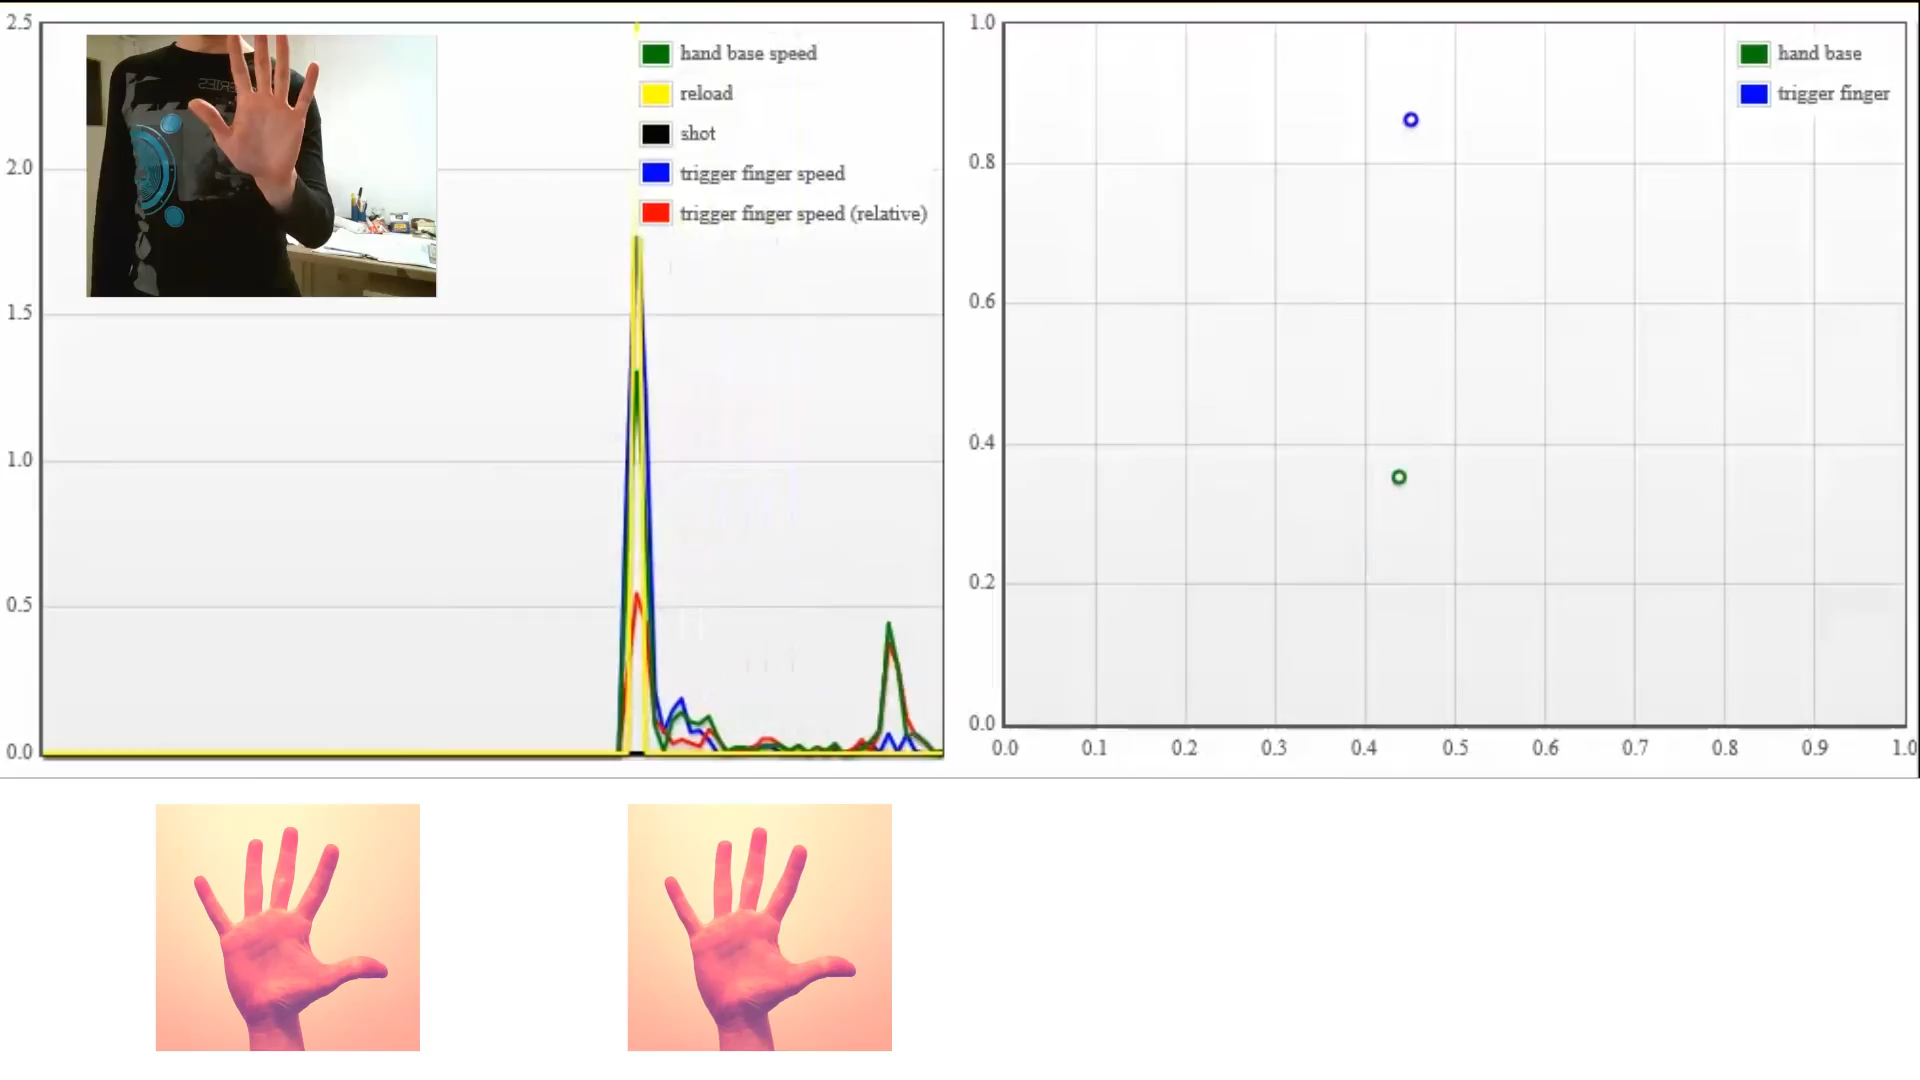 2.5
2.0
1.5
1.0
0.5
0.0
hand base speed
reload
shot
trigger finger speed
trigger finger speed (relative)
1.0
0.8
0.6
0.4
0.2
0.0
0.0 0.1 0.2 0.3 0.4 0.5 0.6 0.7 0.8 0.9 1.0
hand base
trigger finger